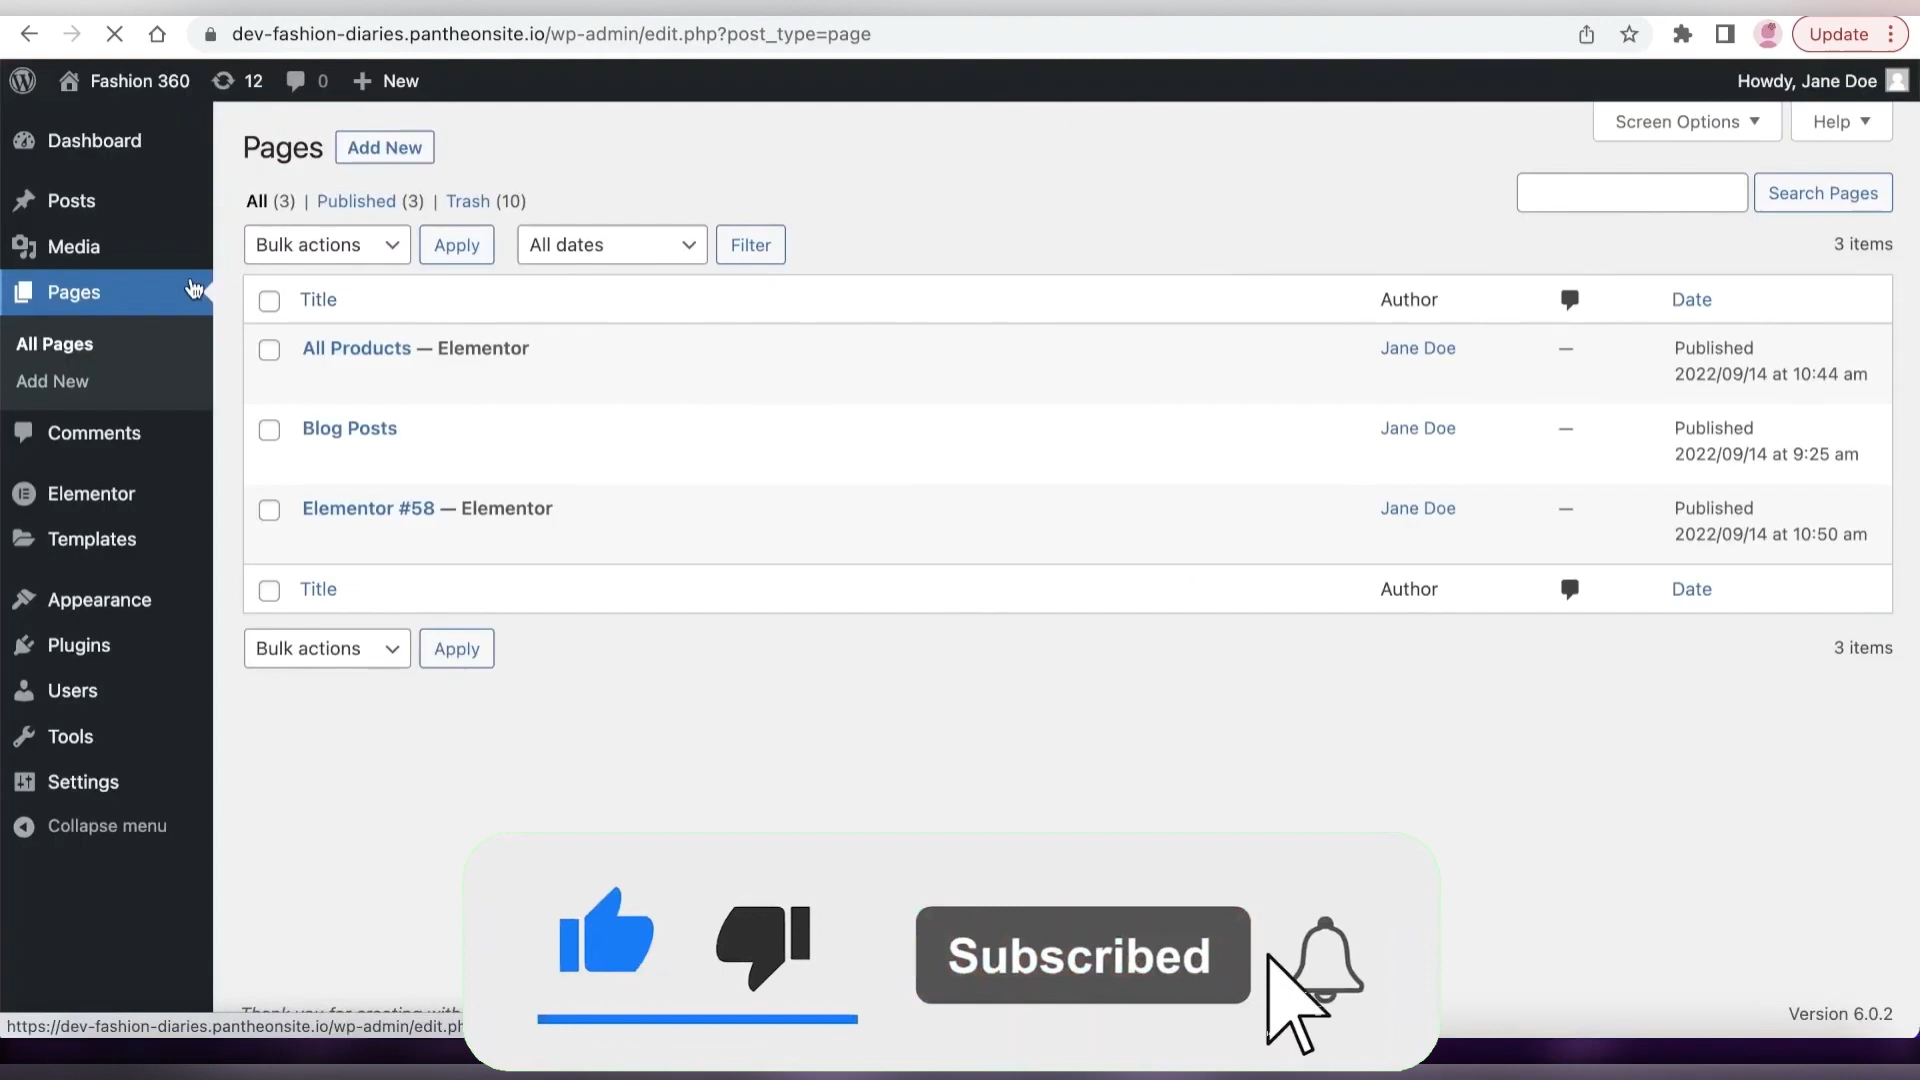 dev-fashion-diaries.pantheonsite.io/wp-admin/edit.php?post_type=page
Update
Fashion 360 12 0 New
Howdy, Jane Doe
Dashboard
Posts
Media
Pages
All Pages
Add New
Comments
Elementor
Templates
Appearance
Plugins
Users
Tools
Settings
Collapse menu
Screen Options Help
Pages Add New
All (3) | Published (3) | Trash (10)
Search Pages
Bulk actions Apply All dates Filter
3 items
Title Author Date
All Products — Elementor Jane Doe — Published
2022/09/14 at 10:44 am
Blog Posts Jane Doe — Published
2022/09/14 at 9:25 am
Elementor #58 — Elementor Jane Doe — Published
2022/09/14 at 10:50 am
Title Author Date
Bulk actions Apply
3 items
Subscribed
Version 6.0.2
https://dev-fashion-diaries.pantheonsite.io/wp-admin/edit.ph